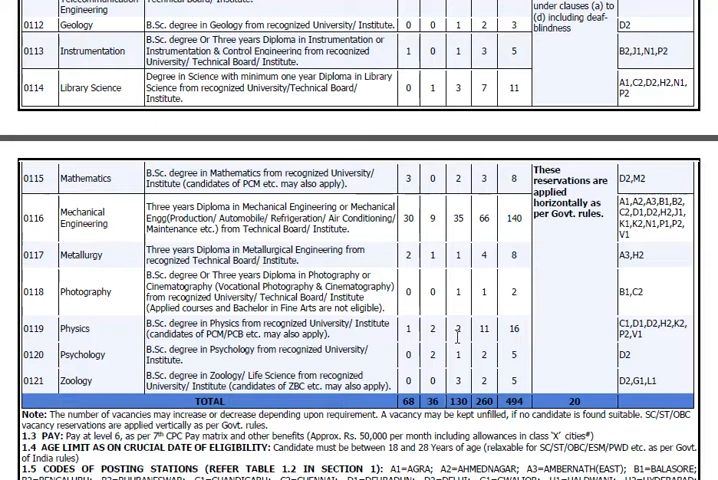 Telecommunication Engineering
Technical Board/ Institute.
under clauses (a) to (d) including deaf-blindness
0112 Geology B.Sc. degree in Geology from recognized University/ Institute. 0 0 1 2 3 D2
0113 Instrumentation B.Sc. degree Or Three years Diploma in Instrumentation or
Instrumentation & Control Engineering from recognized
University/ Technical Board/ Institute. 1 0 1 3 5 B2,J1,N1,P2
0114 Library Science Degree in Science with minimum one year Diploma in Library
Science from recognized University/Technical Board/
Institute. 0 1 3 7 11 A1,C2,D2,H2,N1,
P2
0115 Mathematics B.Sc. degree in Mathematics from recognized University/
Institute (candidates of PCM etc. may also apply). 3 0 2 3 8 D2,M2
These
reservations are
applied
horizontally as
per Govt. rules.
0116 Mechanical
Engineering Three years Diploma in Mechanical Engineering or Mechanical
Engg(Production/ Automobile/ Refrigeration/ Air Conditioning/
Maintenance etc.) from Technical Board/ Institute. 30 9 35 66 140
A1,A2,A3,B1,B2,
C2,D1,D2,H2,J1,
K1,K2,N1,P1,P2,
V1
0117 Metallurgy Three years Diploma in Metallurgical Engineering from
recognized Technical Board/ Institute. 2 1 1 4 8 A3,H2
0118 Photography B.Sc. degree Or Three years Diploma in Photography or
Cinematography (Vocational Photography & Cinematography)
from recognized University/ Technical Board/ Institute
(Applied courses and Bachelor in Fine Arts are not eligible). 0 0 1 1 2 B1,C2
0119 Physics B.Sc. degree in Physics from recognized University/ Institute
(candidates of PCM/PCB etc. may also apply). 1 2 2 11 16 C1,D1,D2,H2,K2,
P2,V1
0120 Psychology B.Sc. degree in Psychology from recognized University/
Institute. 0 2 1 2 5 D2
0121 Zoology B.Sc. degree in Zoology/ Life Science from recognized
University/ Institute (candidates of ZBC etc. may also apply). 0 0 3 2 5 D2,G1,L1
TOTAL 68 36 130 260 494 20
Note: The number of vacancies may increase or decrease depending upon requirement. A vacancy may be kept unfilled, if no candidate is found suitable. SC/ST/OBC
vacancy reservations are applied vertically as per Govt. rules.
1.3 PAY: Pay at level 6, as per 7th CPC Pay matrix and other benefits (Approx. Rs. 50,000 per month including allowances in class 'X' cities#)
1.4 AGE LIMIT AS ON CRUCIAL DATE OF ELIGIBILITY: Candidate must be between 18 and 28 Years of age (relaxable for SC/ST/OBC/ESM/PWD etc. as per Govt.
of India rules)
1.5 CODES OF POSTING STATIONS (REFER TABLE 1.2 IN SECTION 1): A1=AGRA; A2=AHMEDNAGAR; A3=AMBERNATH(EAST); B1=BALASORE;